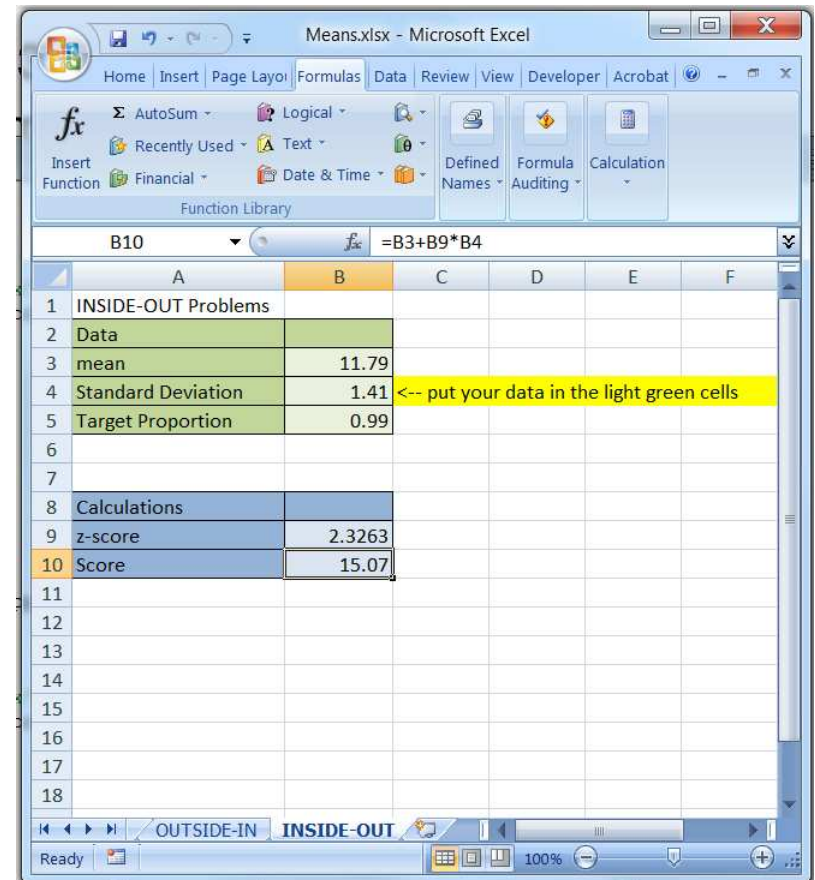 Means.xlsx - Microsoft Excel
Home Insert Page Layou Formulas Data Review View Developer Acrobat
fx Σ AutoSum Logical
Recently Used A Text θ
Insert Function Financial Date & Time
Defined Names Formula Auditing Calculation
Function Library
B10 fx =B3+B9*B4
A B C D E F
1 INSIDE-OUT Problems
2 Data
3 mean 11.79
4 Standard Deviation 1.41 <-- put your data in the light green cells
5 Target Proportion 0.99
6
7
8 Calculations
9 z-score 2.3263
10 Score 15.07
11
12
13
14
15
16
17
18
OUTSIDE-IN INSIDE-OUT
Ready 100%